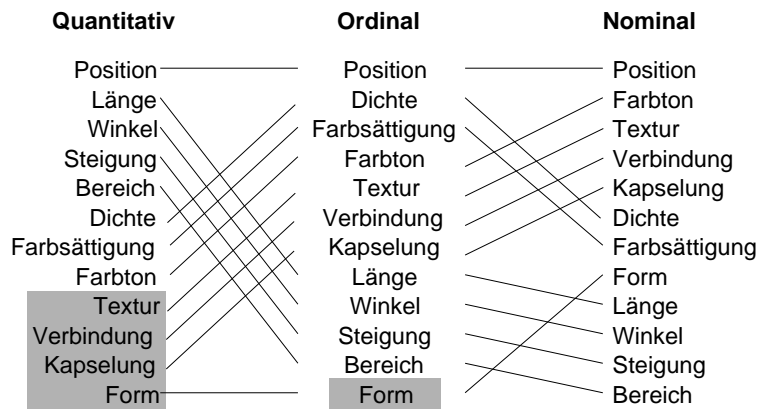 Quantitativ Ordinal Nominal
Position Position Position
Länge Dichte Farbton
Winkel Farbsättigung Textur
Steigung Farbton Verbindung
Bereich Textur Kapselung
Dichte Verbindung Dichte
Farbsättigung Kapselung Farbsättigung
Farbton Länge Form
Textur Winkel Länge
Verbindung Steigung Winkel
Kapselung Bereich Steigung
Form Form Bereich